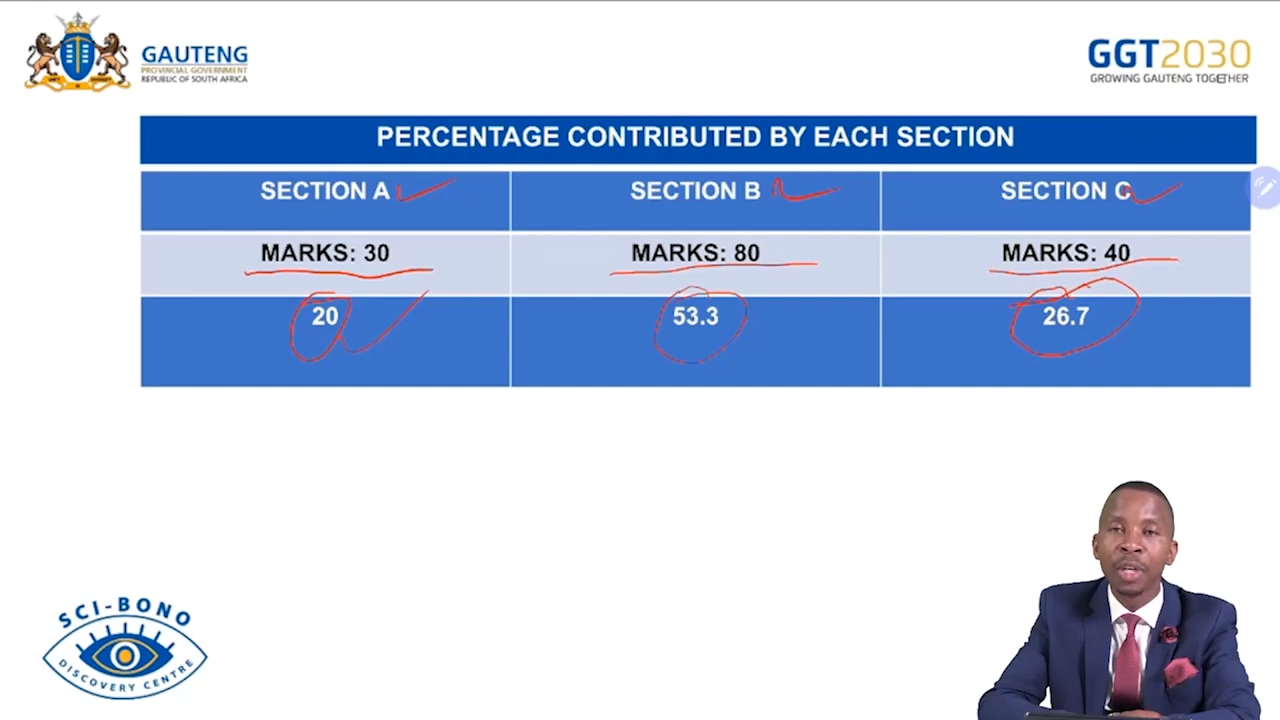 GAUTENG
PROVINCIAL GOVERNMENT
REPUBLIC OF SOUTH AFRICA
GGT2030
GROWING GAUTENG TOGETHER
PERCENTAGE CONTRIBUTED BY EACH SECTION
SECTION A
SECTION B
SECTION C
MARKS: 30
MARKS: 80
MARKS: 40
20
53.3
26.7
SCI-BONO
DISCOVERY CENTRE